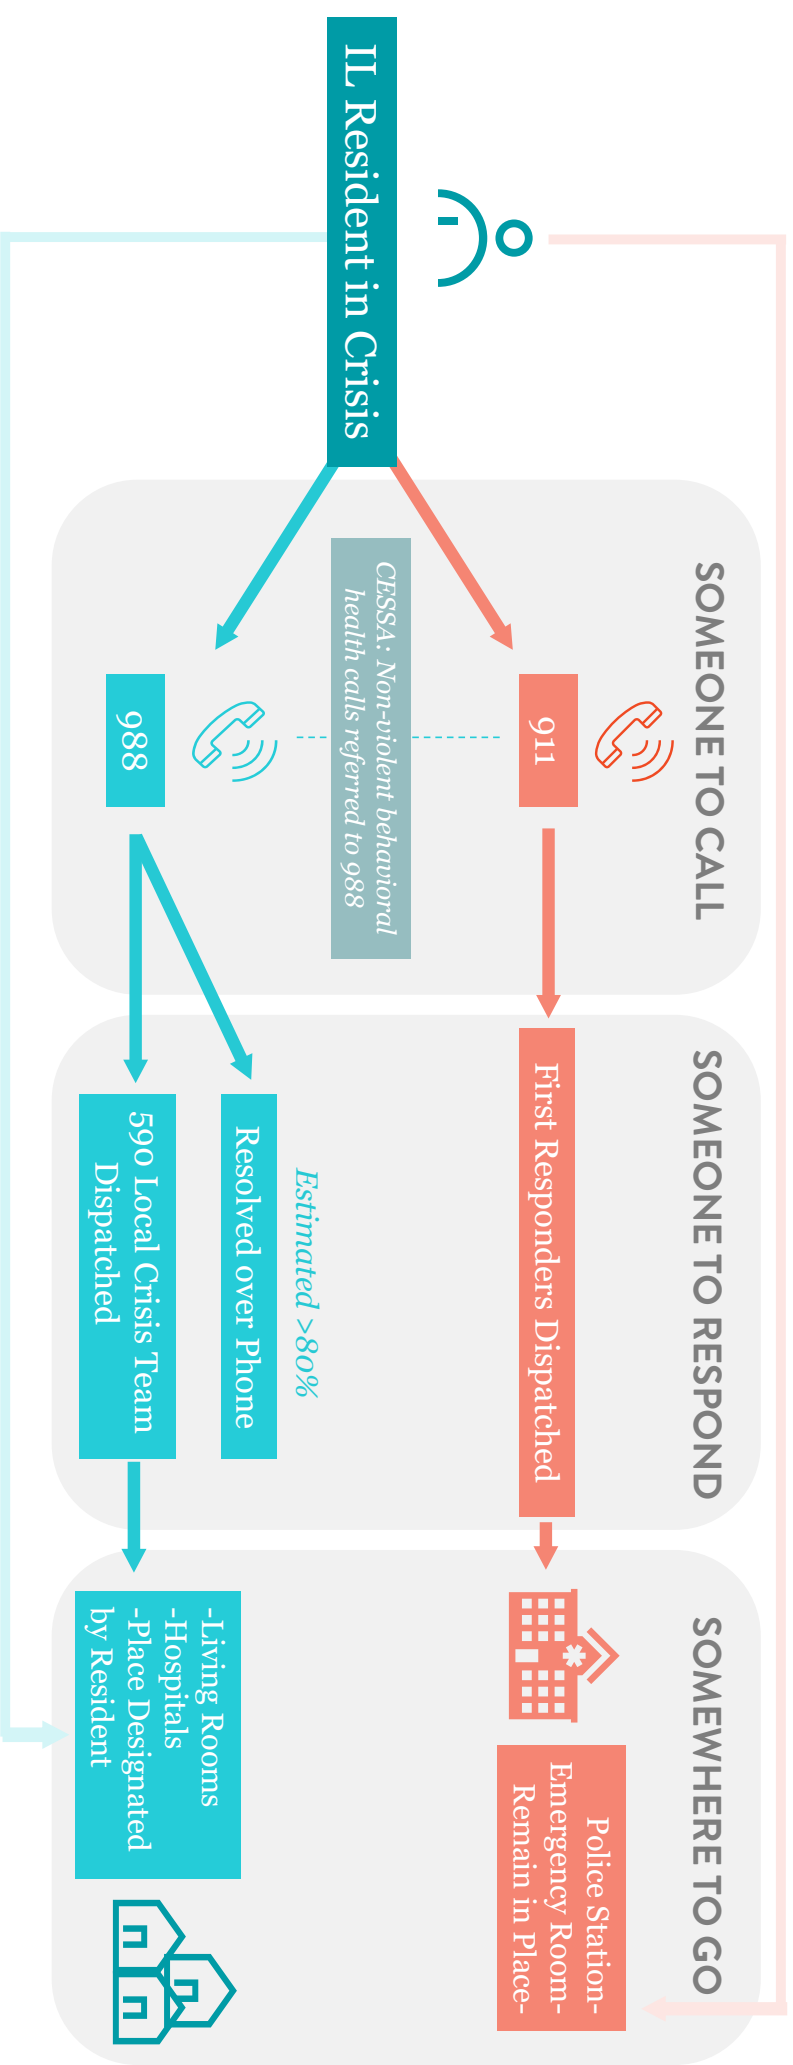 IL Resident in Crisis
SOMEONE TO CALL
911
CESSA: Non-violent behavioral
health calls referred to 988
988
SOMEONE TO RESPOND
First Responders Dispatched
Estimated >80%
Resolved over Phone
590 Local Crisis Team
Dispatched
SOMEWHERE TO GO
Police Station-
Emergency Room-
Remain in Place-
-Living Rooms
-Hospitals
-Place Designated
by Resident